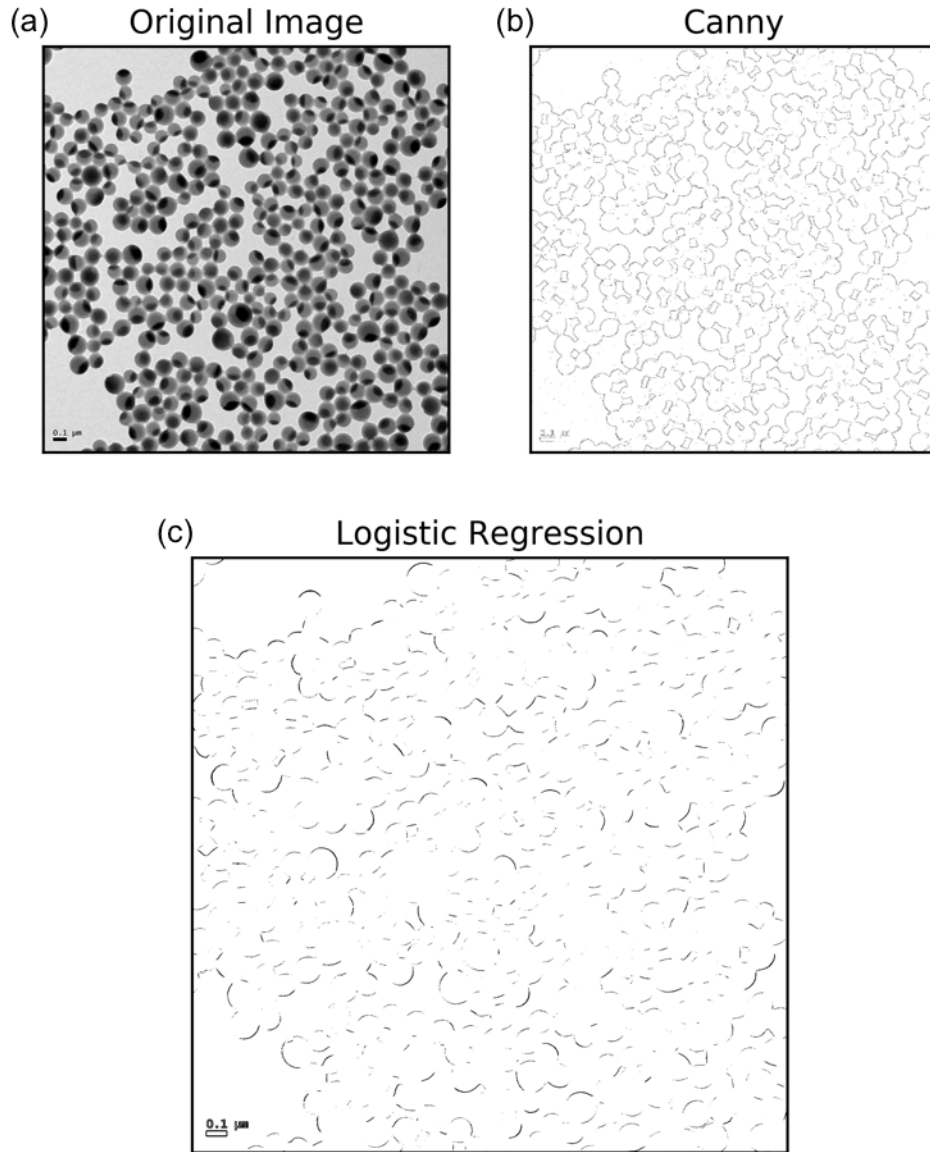 (a) Original Image
(b) Canny
0.1 μm
(c) Logistic Regression
0.1 μm